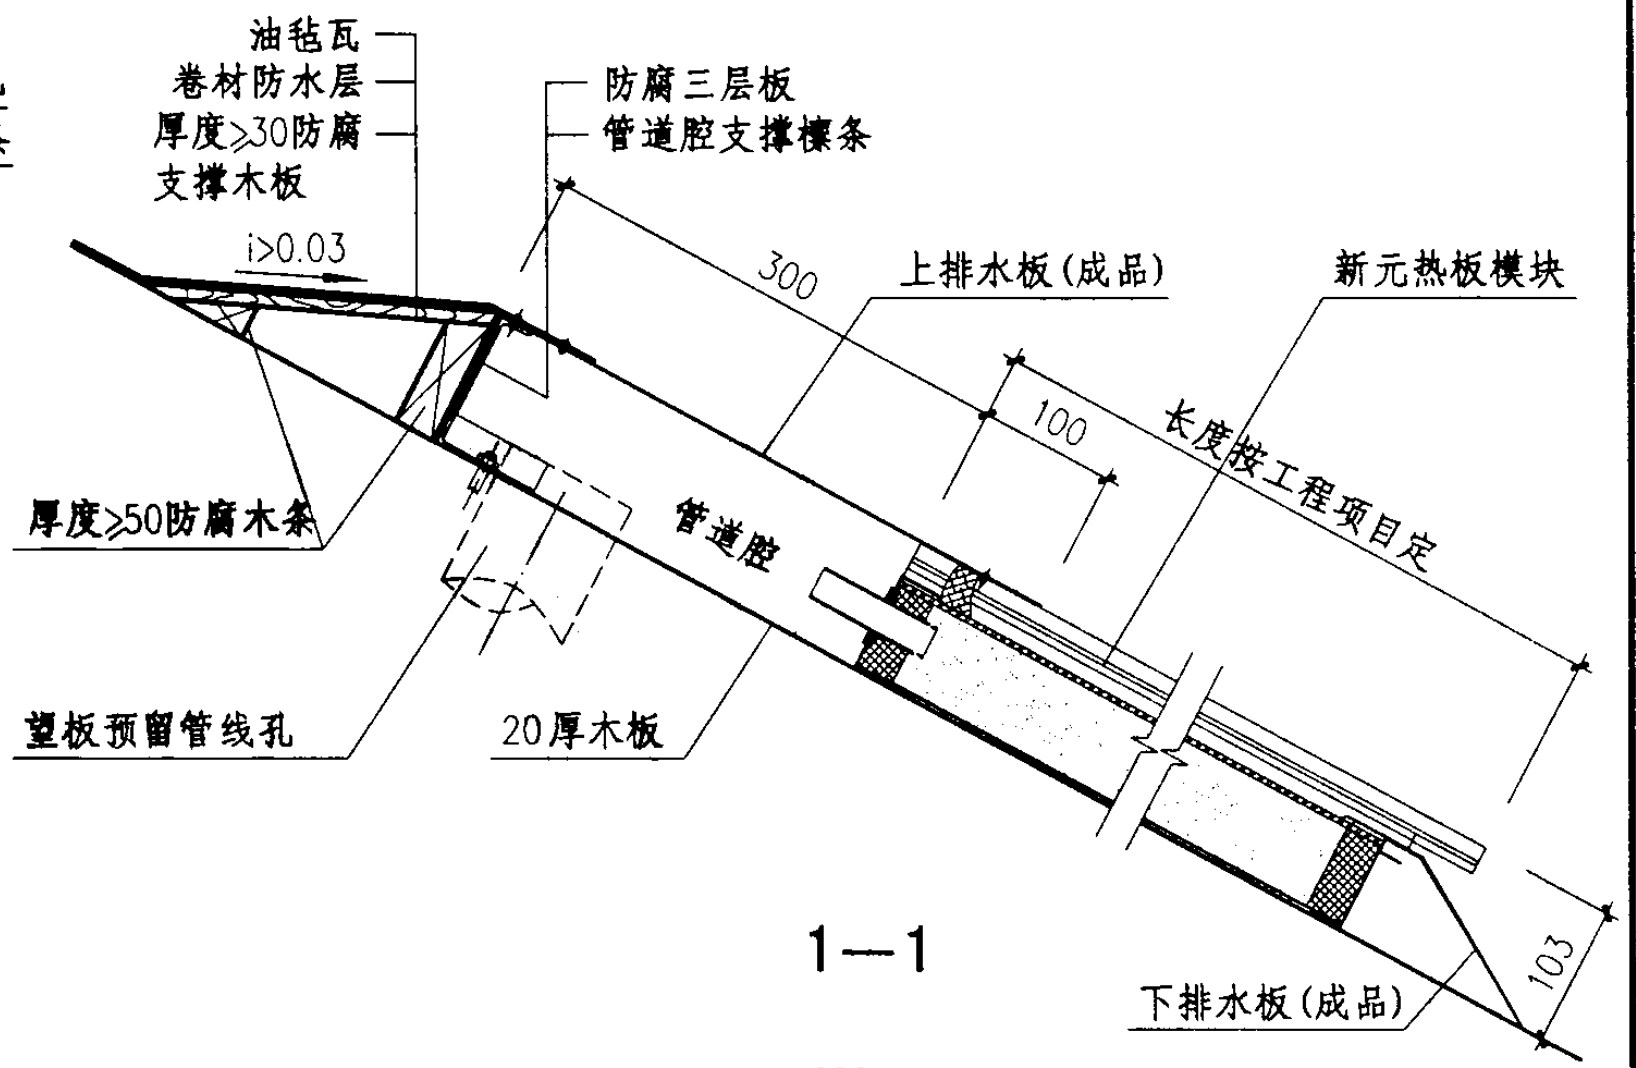 油毡瓦
卷材防水层
厚度≥30防腐
支撑木板
防腐三层板
管道腔支撑檩条
i>0.03
300
上排水板(成品)
新元热板模块
100
长度按工程项目定
厚度≥50防腐木条
管道腔
望板预留管线孔
20厚木板
1—1
103
下排水板(成品)